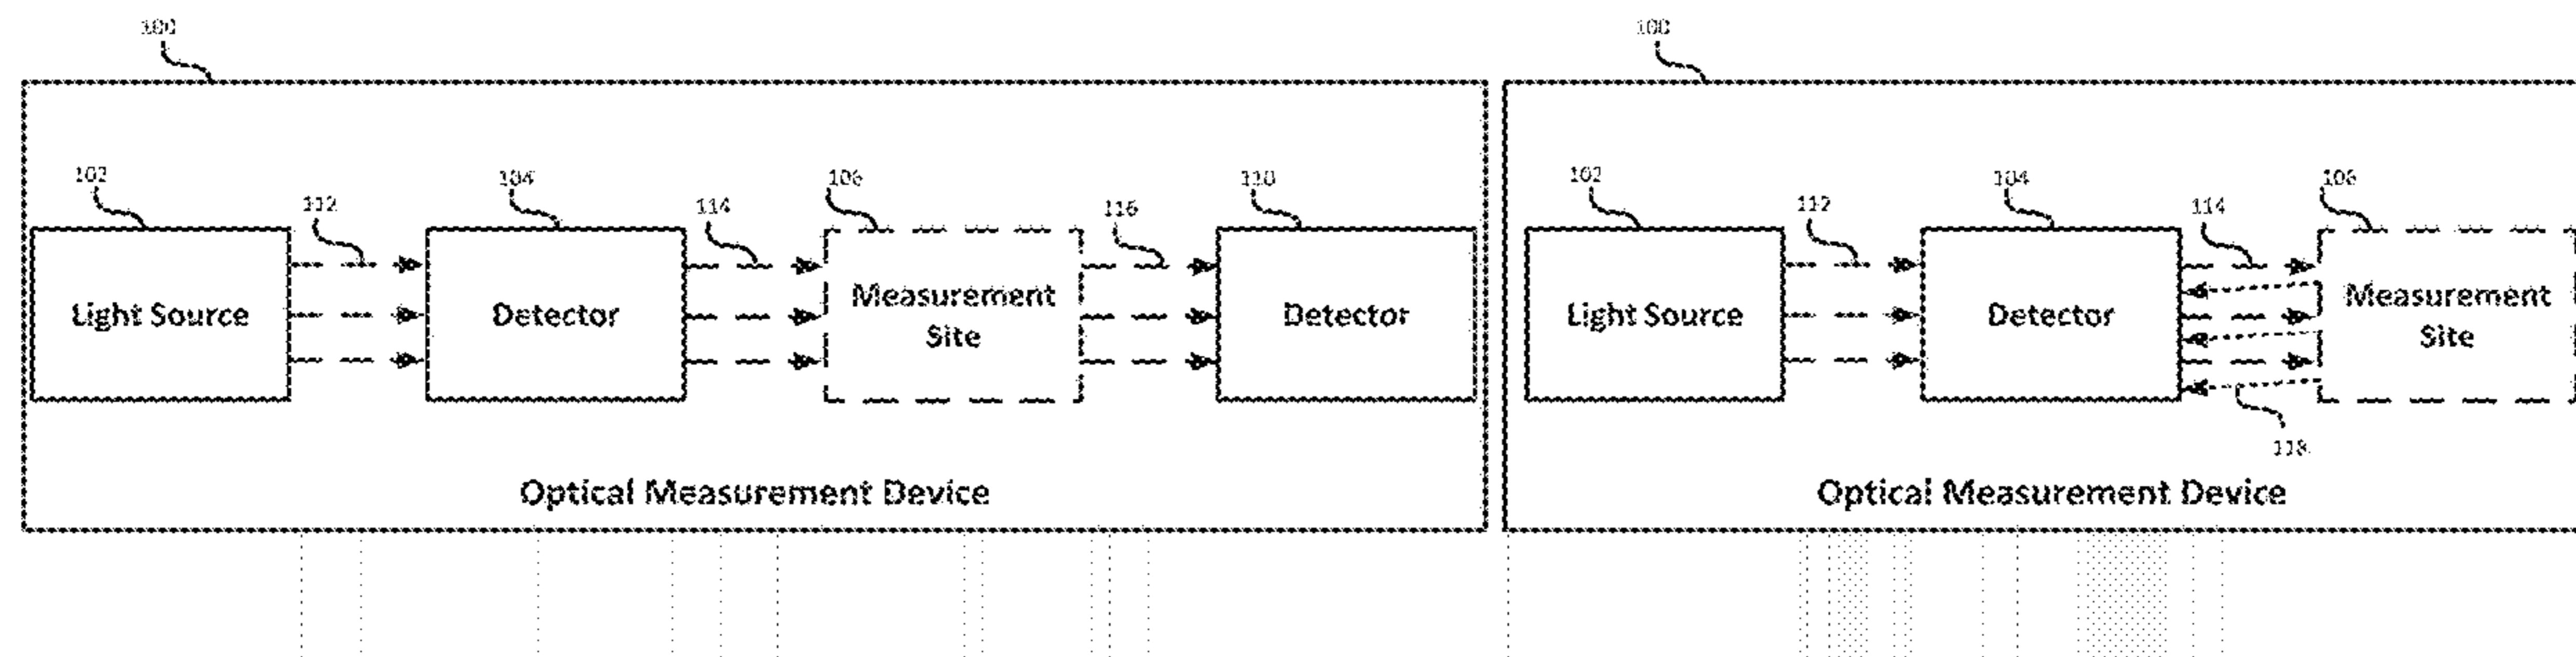 100
100
102
112
104
114
106
116
110
102
112
104
114
106
Light Source
Detector
Measurement
Site
Detector
Light Source
Detector
Measurement
Site
118
Optical Measurement Device
Optical Measurement Device